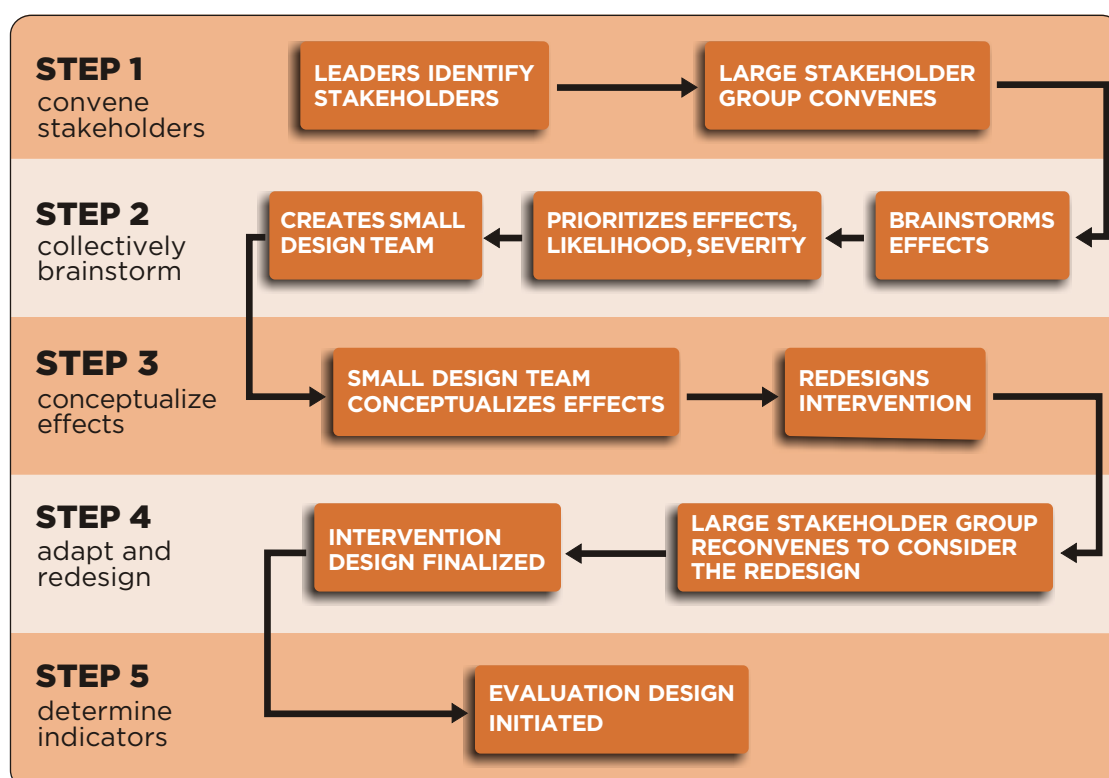 STEP 1
convene
stakeholders
LEADERS IDENTIFY
STAKEHOLDERS
LARGE STAKEHOLDER
GROUP CONVENES
STEP 2
collectively
brainstorm
CREATES SMALL
DESIGN TEAM
PRIORITIZES EFFECTS,
LIKELIHOOD, SEVERITY
BRAINSTORMS
EFFECTS
STEP 3
conceptualize
effects
SMALL DESIGN TEAM
CONCEPTUALIZES EFFECTS
REDESIGNS
INTERVENTION
STEP 4
adapt and
redesign
INTERVENTION
DESIGN FINALIZED
LARGE STAKEHOLDER GROUP
RECONVENES TO CONSIDER
THE REDESIGN
STEP 5
determine
indicators
EVALUATION DESIGN
INITIATED